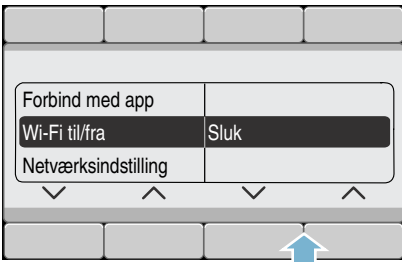 Forbind med app
Wi-Fi til/fra Sluk
Netværksindstilling